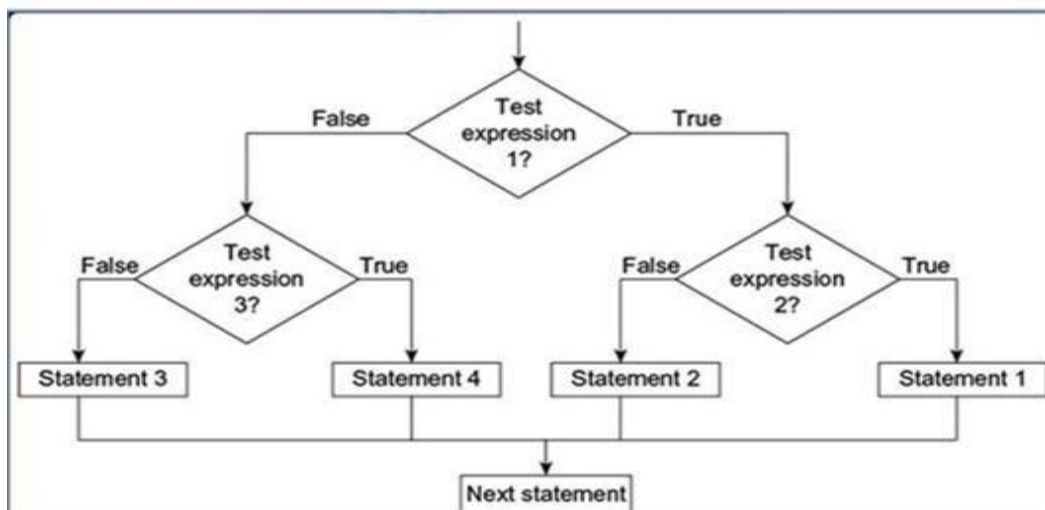 Test
expression
1?
False
True
Test
expression
3?
False
True
Test
expression
2?
False
True
Statement 3
Statement 4
Statement 2
Statement 1
Next statement